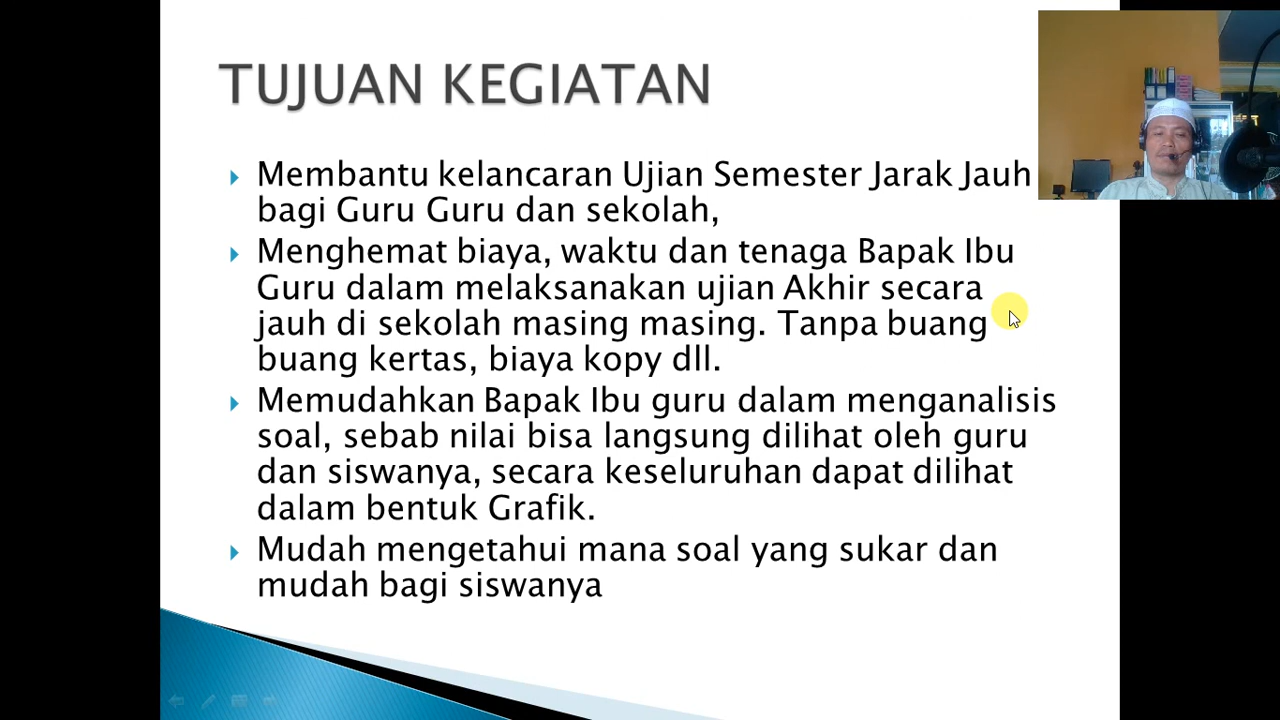 TUJUAN KEGIATAN
Membantu kelancaran Ujian Semester Jarak Jauh
bagi Guru Guru dan sekolah,
Menghemat biaya, waktu dan tenaga Bapak Ibu
Guru dalam melaksanakan ujian Akhir secara
jauh di sekolah masing masing. Tanpa buang
buang kertas, biaya kopy dll.
Memudahkan Bapak Ibu guru dalam menganalisis
soal, sebab nilai bisa langsung dilihat oleh guru
dan siswanya, secara keseluruhan dapat dilihat
dalam bentuk Grafik.
Mudah mengetahui mana soal yang sukar dan
mudah bagi siswanya